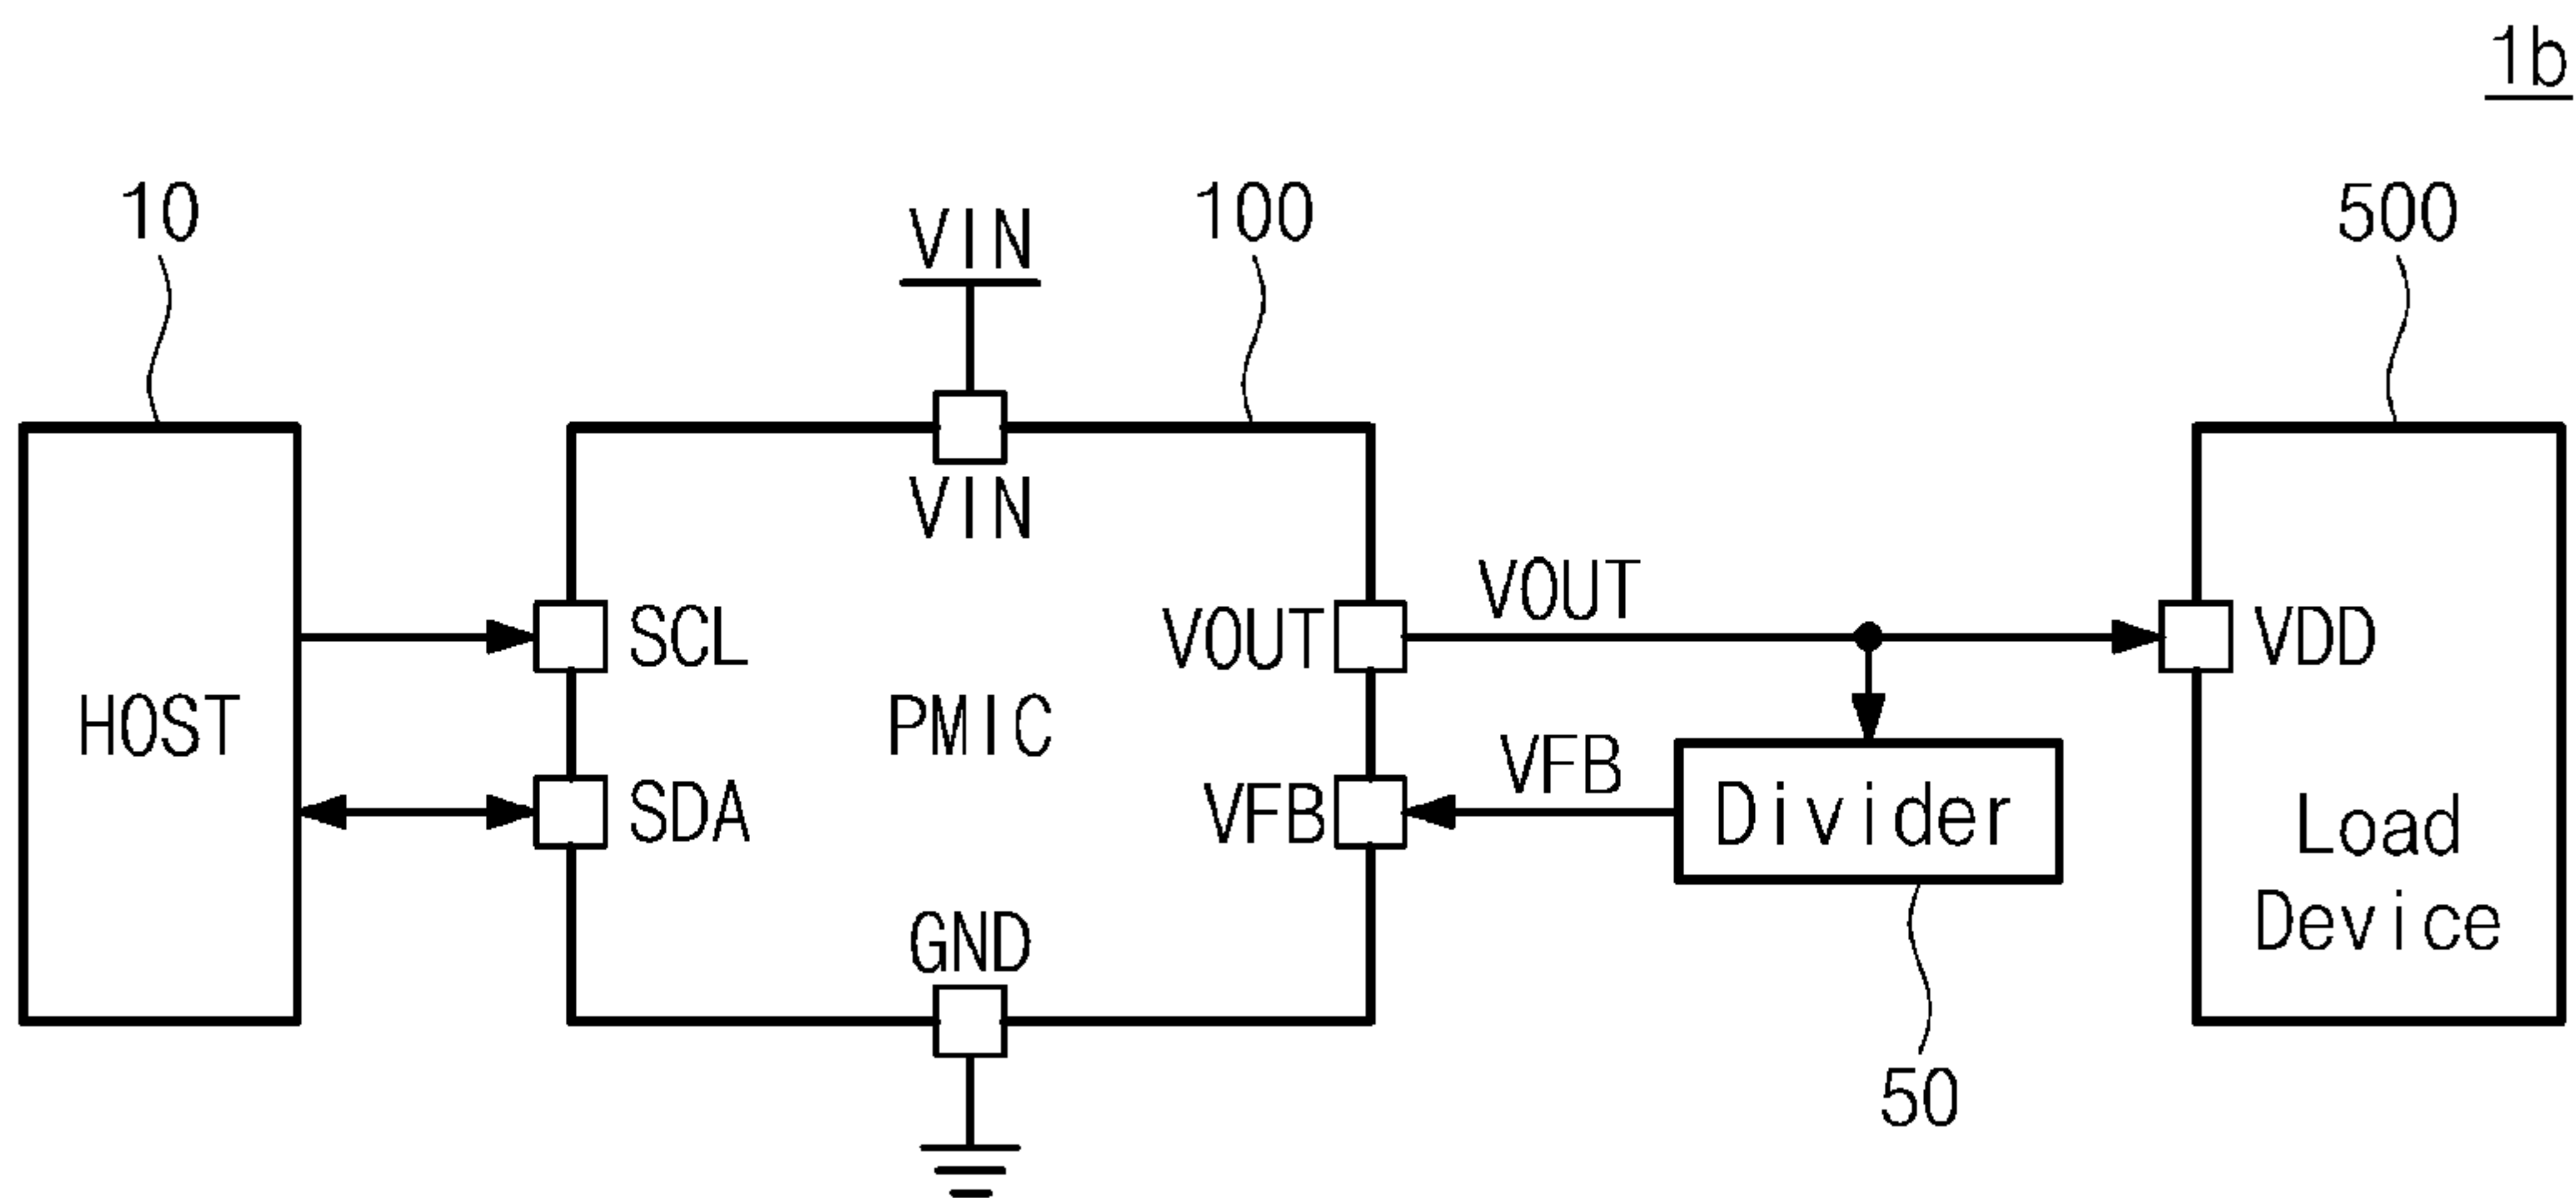 1b
10
VIN
100
500
VIN
SCL
VOUT
VOUT
VDD
HOST
PMIC
SDA
VFB
VFB
Divider
Load
Device
GND
50